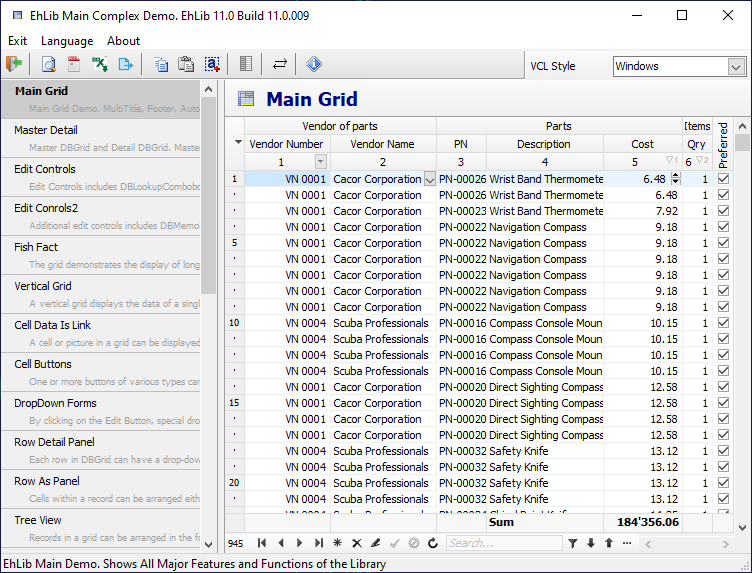 EhLib Main Complex Demo. EhLib 11.0 Build 11.0.009
Exit Language About
VCL Style Windows
Main Grid
Main Grid Demo. MultiTitle, Footer, Auto
Master Detail
Master DBGrid and Detail DBGrid. Maste
Edit Controls
Edit Controls includes DBLookupCombobo
Edit Conrols2
Additional edit controls includes DBMemo
Fish Fact
The grid demonstrates the display of long
Vertical Grid
A vertical grid displays the data of a singl
Cell Data Is Link
A cell or picture in a grid can be displayed
Cell Buttons
One or more buttons of various types can
DropDown Forms
By clicking on the Edit Button, special dro
Row Detail Panel
Each row in DBGrid can have a drop-dow
Row As Panel
Cells within a record can be arranged eith
Tree View
Records in a grid can be arranged in the fo
Main Grid
Vendor of parts Parts Items Preferred
Vendor Number Vendor Name PN Description Cost Qry
1 2 3 4 5 1 6 2
1 VN 0001 Cacor Corporation PN-00026 Wrist Band Thermomete 6.48 1
VN 0001 Cacor Corporation PN-00026 Wrist Band Thermomete 6.48 1
VN 0001 Cacor Corporation PN-00023 Wrist Band Thermomete 7.92 1
VN 0001 Cacor Corporation PN-00022 Navigation Compass 9.18 1
5 VN 0001 Cacor Corporation PN-00022 Navigation Compass 9.18 1
VN 0001 Cacor Corporation PN-00022 Navigation Compass 9.18 1
VN 0001 Cacor Corporation PN-00022 Navigation Compass 9.18 1
VN 0001 Cacor Corporation PN-00022 Navigation Compass 9.18 1
VN 0001 Cacor Corporation PN-00022 Navigation Compass 9.18 1
10 VN 0004 Scuba Professionals PN-00016 Compass Console Moun 10.15 1
VN 0004 Scuba Professionals PN-00016 Compass Console Moun 10.15 1
VN 0004 Scuba Professionals PN-00016 Compass Console Moun 10.15 1
VN 0004 Scuba Professionals PN-00016 Compass Console Moun 10.15 1
VN 0001 Cacor Corporation PN-00020 Direct Sighting Compass 12.58 1
15 VN 0001 Cacor Corporation PN-00020 Direct Sighting Compass 12.58 1
VN 0001 Cacor Corporation PN-00020 Direct Sighting Compass 12.58 1
VN 0001 Cacor Corporation PN-00020 Direct Sighting Compass 12.58 1
VN 0004 Scuba Professionals PN-00032 Safety Knife 13.12 1
VN 0004 Scuba Professionals PN-00032 Safety Knife 13.12 1
20 VN 0004 Scuba Professionals PN-00032 Safety Knife 13.12 1
VN 0004 Scuba Professionals PN-00032 Safety Knife 13.12 1
Sum 184'356.06
945 Search...
EhLib Main Demo. Shows All Major Features and Functions of the Library